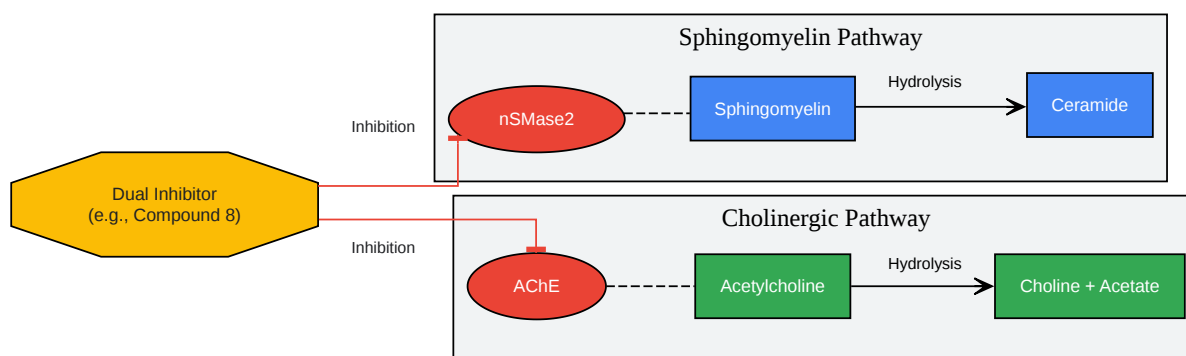 Sphingomyelin Pathway
Hydrolysis
nSMase2
Sphingomyelin
Ceramide
Inhibition
Dual Inhibitor
(e.g., Compound 8)
Cholinergic Pathway
Inhibition
Hydrolysis
AChE
Acetylcholine
Choline + Acetate